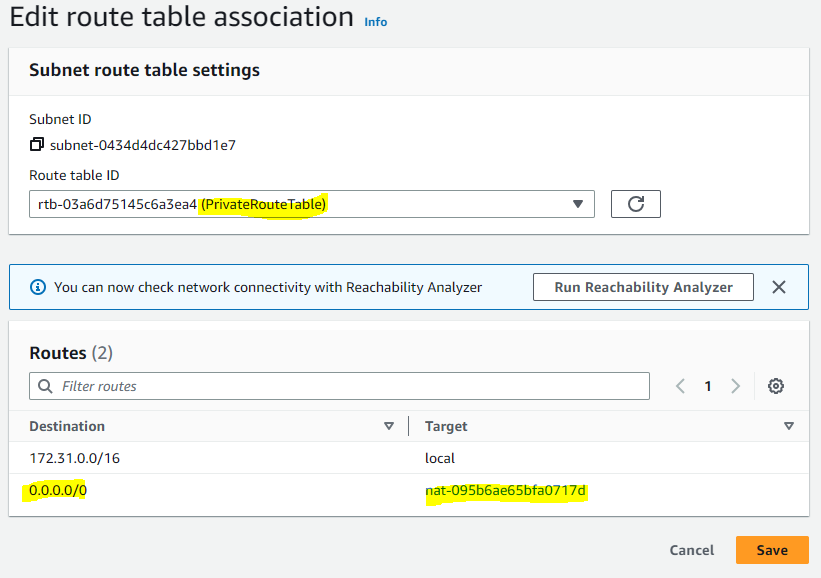 Edit route table association Info
Subnet route table settings
Subnet ID
subnet-0434d4dc427bbd1e7
Route table ID
rtb-03a6d75145c6a3ea4 (PrivateRouteTable)
You can now check network connectivity with Reachability Analyzer
Run Reachability Analyzer
Routes (2)
Filter routes
1
Destination Target
172.31.0.0/16 local
0.0.0.0/0 nat-095b6ae65bfa0717d
Cancel Save